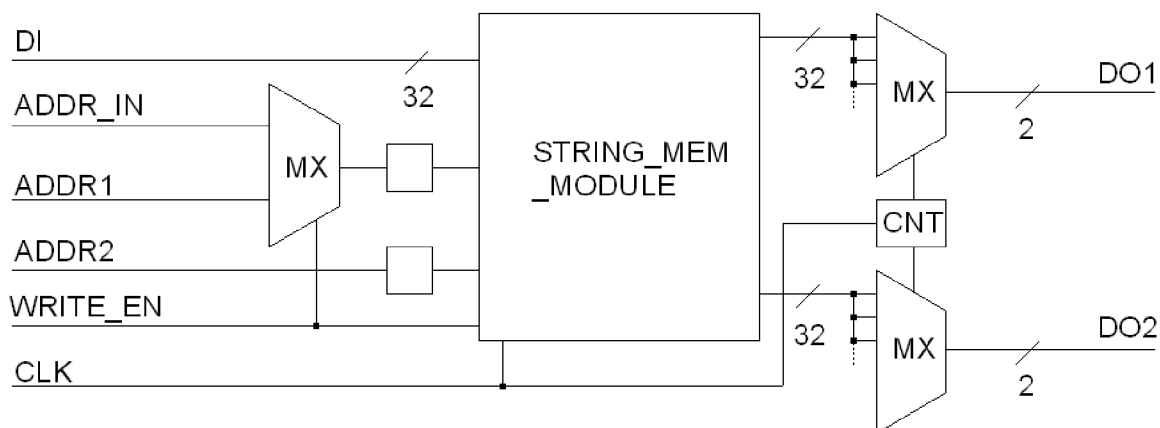 DI
32
ADDR_IN
MX
ADDR1
ADDR2
WRITE_EN
CLK
STRING_MEM
_MODULE
32
MX
DO1
2
CNT
32
MX
DO2
2